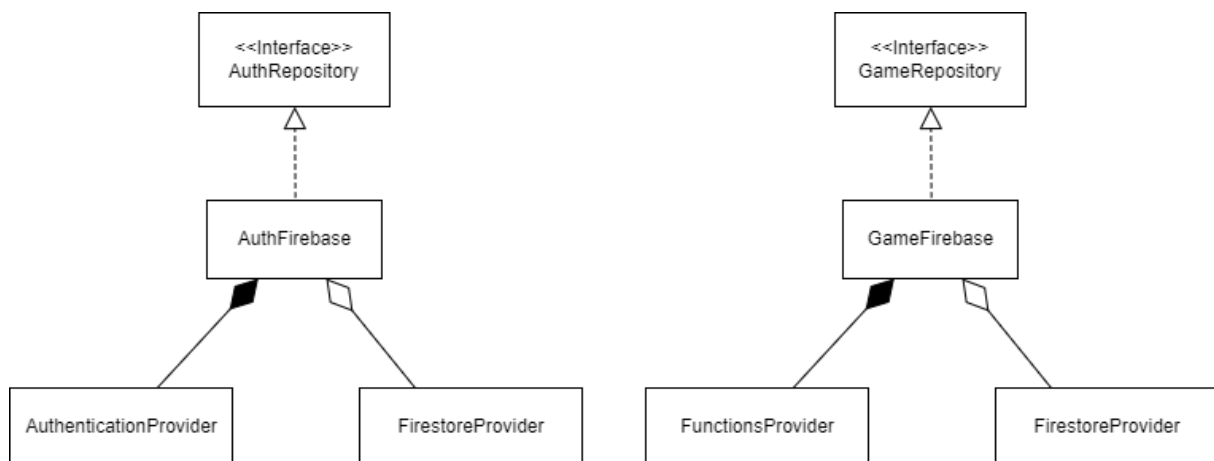 <<Interface>>
AuthRepository
<<Interface>>
GameRepository
AuthFirebase
GameFirebase
AuthenticationProvider
FirestoreProvider
FunctionsProvider
FirestoreProvider